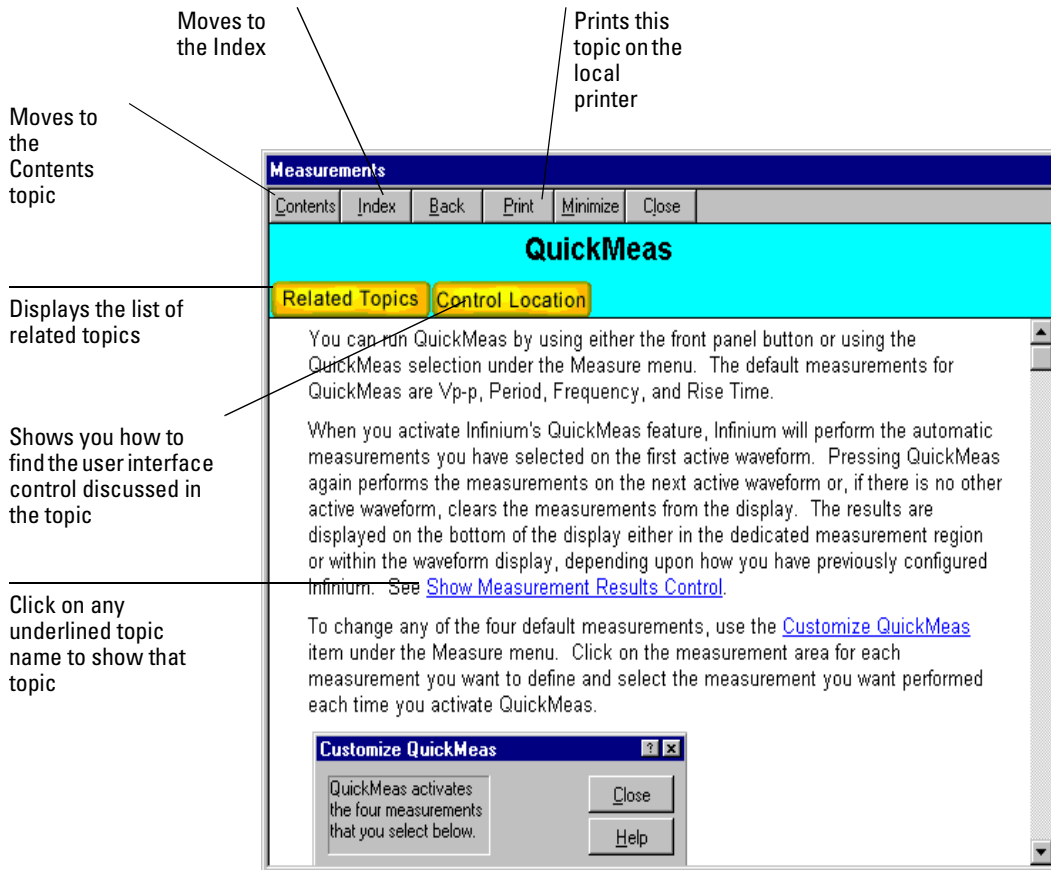 Moves to
the Index
Prints this
topic on the
local
printer
Moves to
the
Contents
topic
Measurements
Contents Index Back Print Minimize Close
QuickMeas
Related Topics Control Location
Displays the list of
related topics
You can run QuickMeas by using either the front panel button or using the
QuickMeas selection under the Measure menu. The default measurements for
QuickMeas are Vp-p, Period, Frequency, and Rise Time.
Shows you how to
find the user interface
control discussed in
the topic
When you activate Infinium's QuickMeas feature, Infinium will perform the automatic
measurements you have selected on the first active waveform. Pressing QuickMeas
again performs the measurements on the next active waveform or, if there is no other
active waveform, clears the measurements from the display. The results are
displayed on the bottom of the display either in the dedicated measurement region
or within the waveform display, depending upon how you have previously configured
Infinium. See Show Measurement Results Control.
Click on any
underlined topic
name to show that
topic
To change any of the four default measurements, use the Customize QuickMeas
item under the Measure menu. Click on the measurement area for each
measurement you want to define and select the measurement you want performed
each time you activate QuickMeas.
Customize QuickMeas
QuickMeas activates
the four measurements
that you select below.
Close
Help